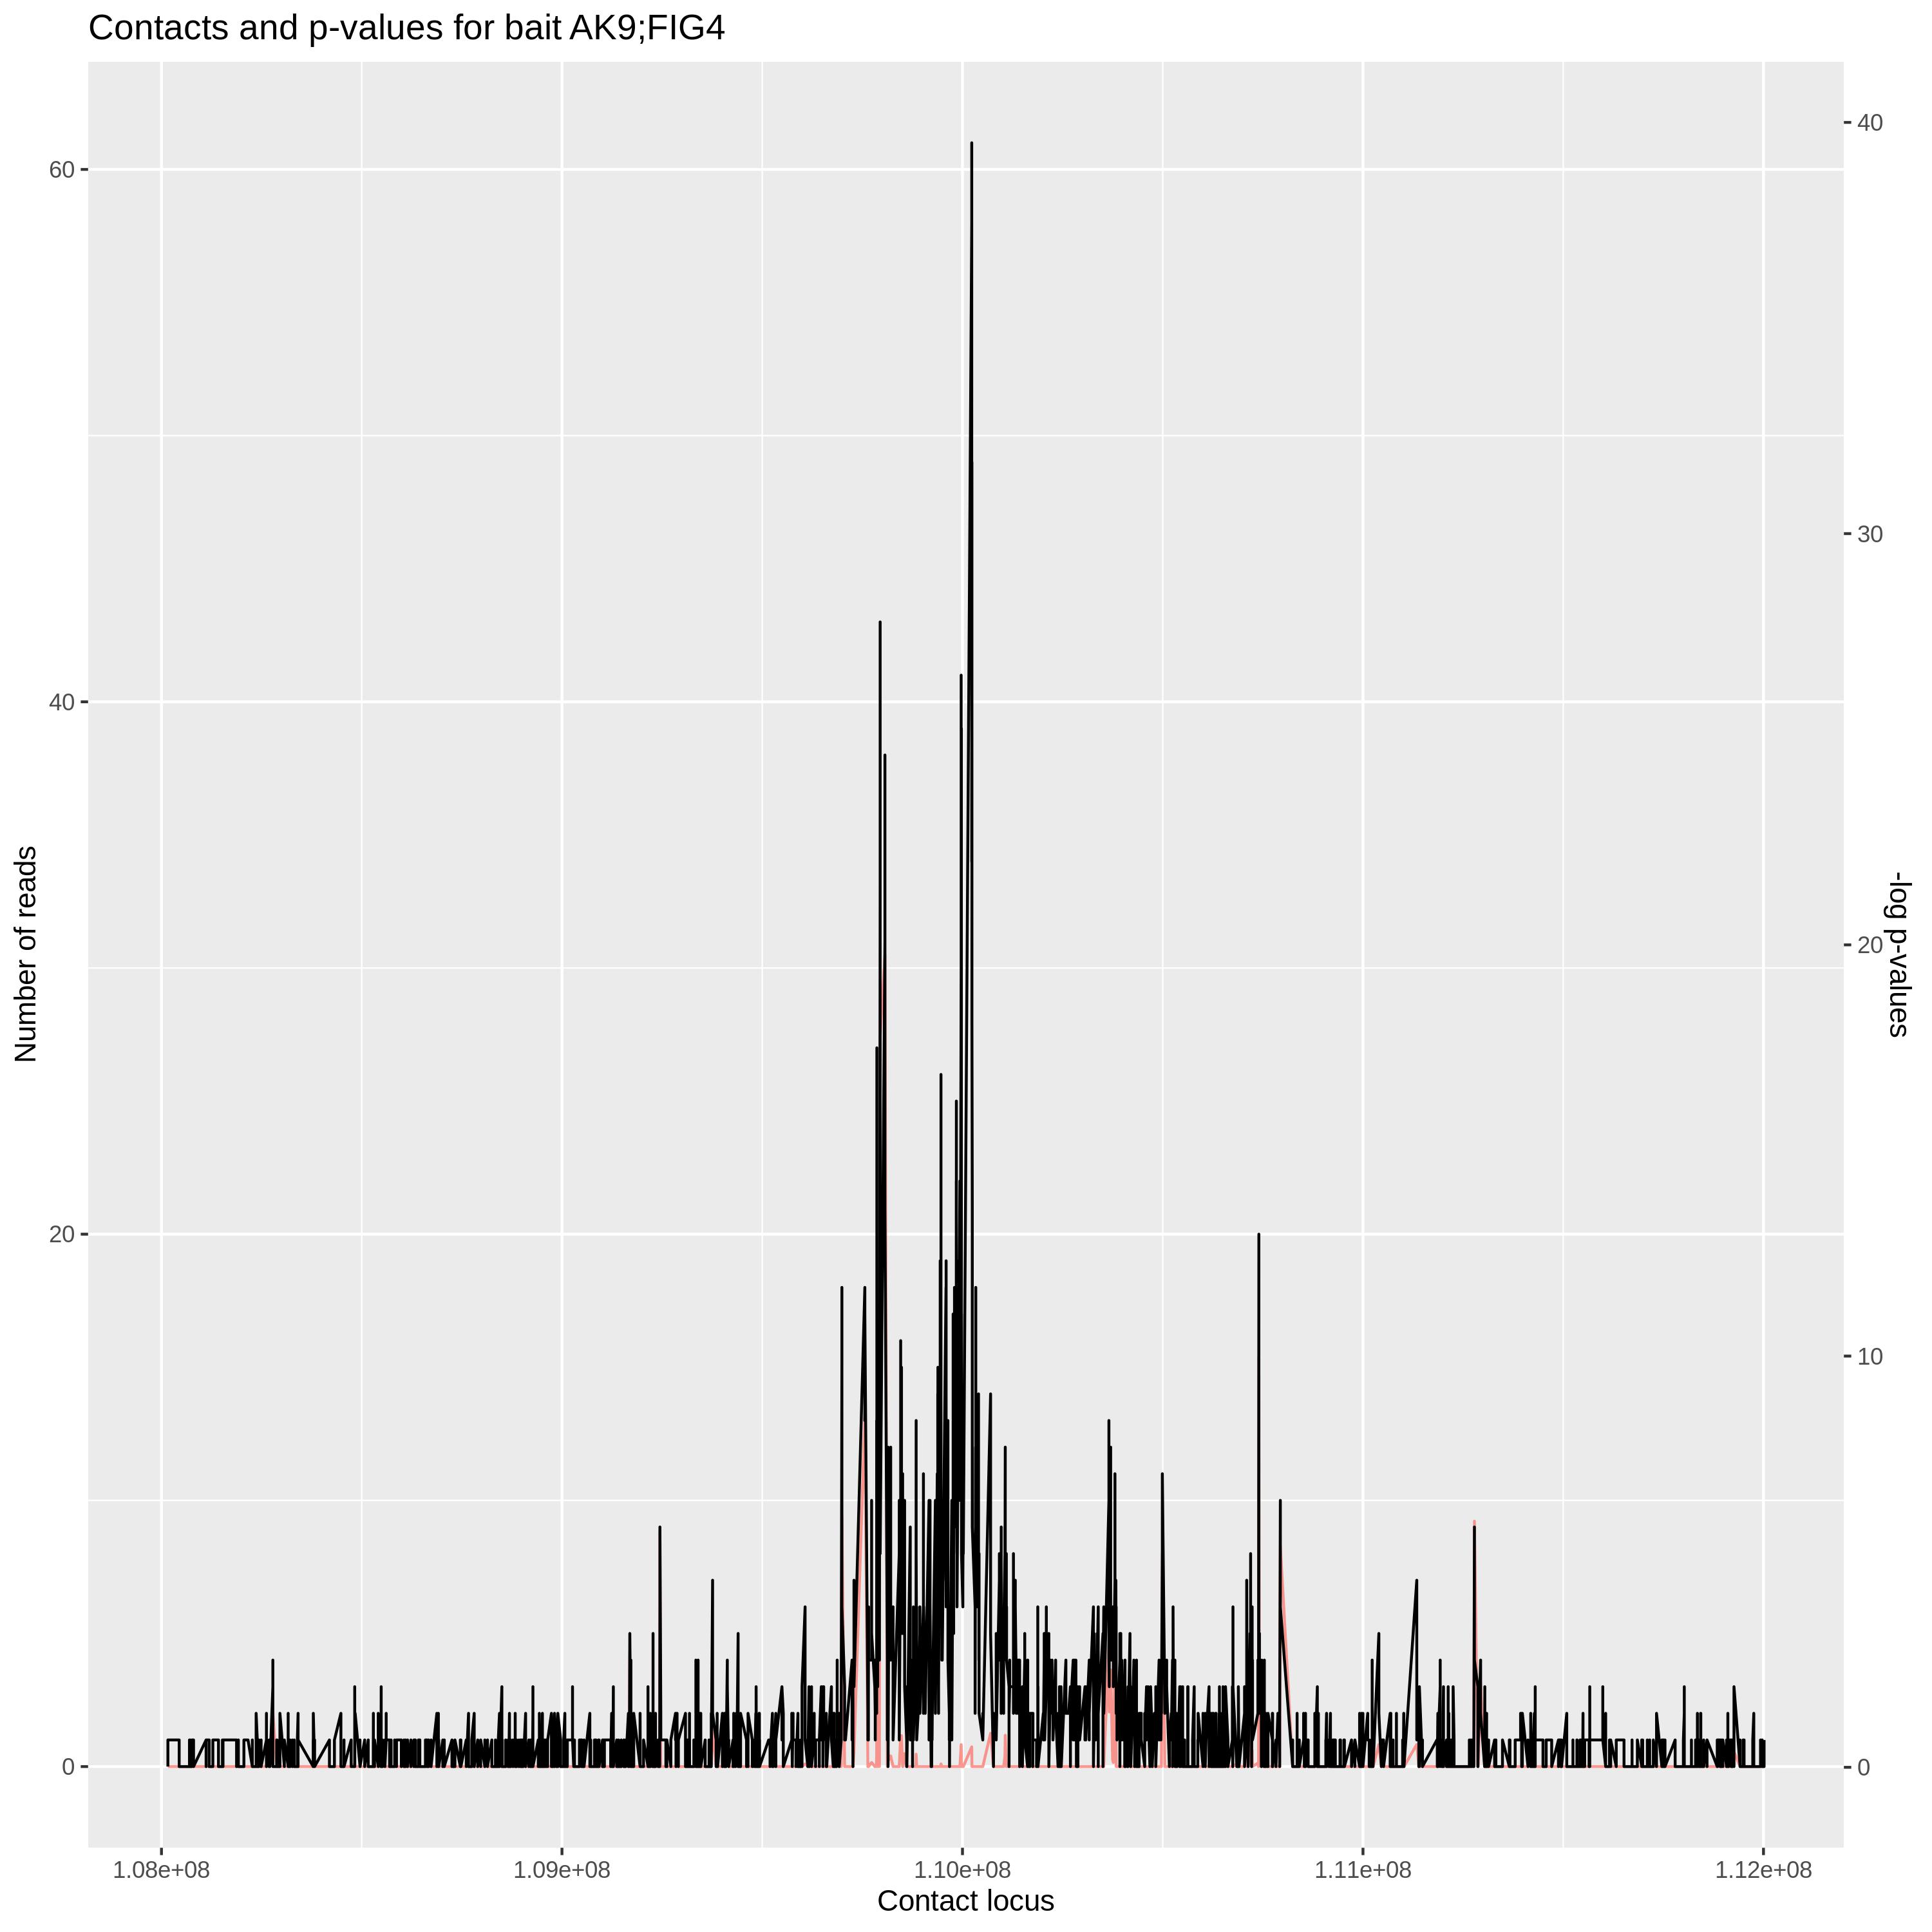 Contacts and p-values for bait AK9;FIG4
60
40
20
0
Number of reads
40
30
20
10
0
-log p-values
1.08e+08
1.09e+08
1.10e+08
1.11e+08
1.12e+08
Contact locus